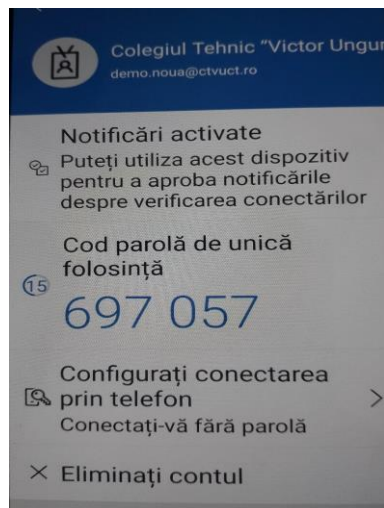 Colegiul Tehnic "Victor Ungur
demo.noua@ctvuct.ro
Notificări activate
Puteți utiliza acest dispozitiv
pentru a aproba notificările
despre verificarea conectărilor
Cod parolă de unică
folosință
15
697 057
Configurați conectarea
prin telefon
Conectați-vă fără parolă
Eliminați contul